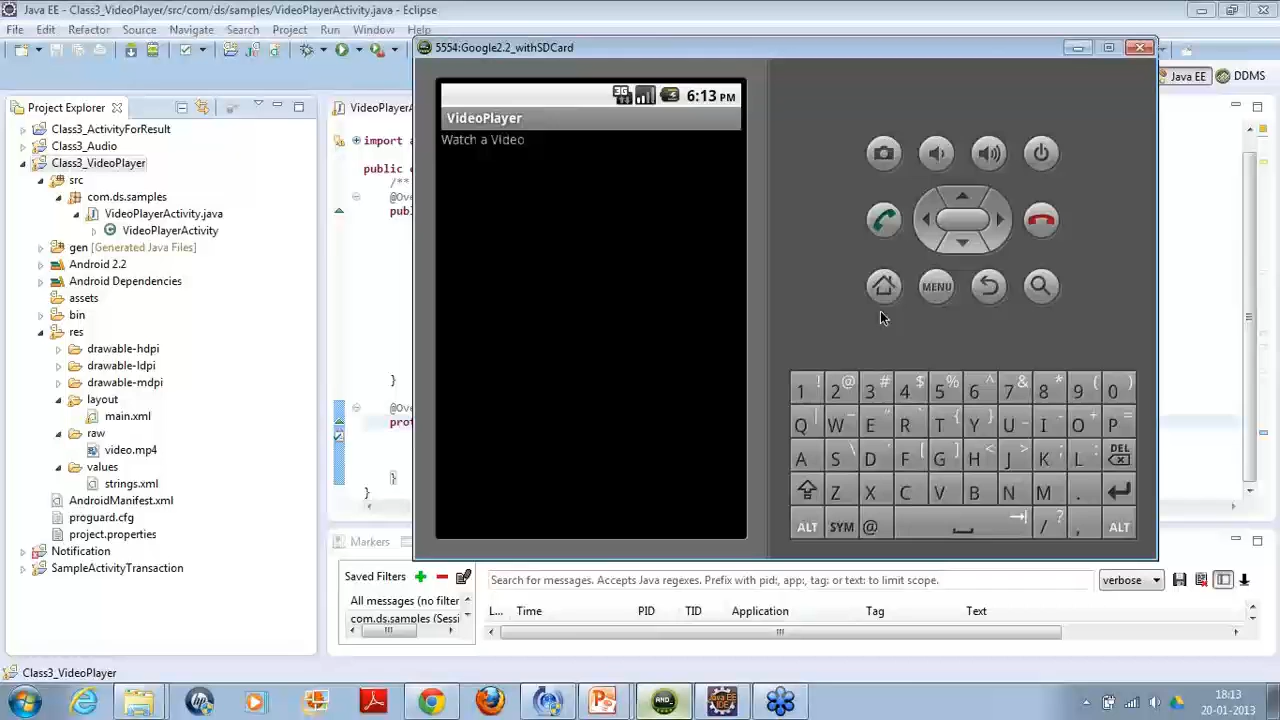 Java EE - Class3_VideoPlayer/src/com/ds/samples/VideoPlayerActivity.java - Eclipse
File Edit Refactor Source Navigate Search Project Run Window Help
5554:Google2.2_withSDCard
Java EE DDMS
Project Explorer
VideoPlayerA
Class3_ActivityForResult
Class3_Audio
Class3_VideoPlayer
src
com.ds.samples
VideoPlayerActivity.java
VideoPlayerActivity
gen [Generated Java Files]
Android 2.2
Android Dependencies
assets
bin
res
drawable-hdpi
drawable-ldpi
drawable-mdpi
layout
main.xml
raw
video.mp4
values
strings.xml
AndroidManifest.xml
proguard.cfg
project.properties
Notification
SampleActivityTransaction
import a
public c
/**
@Ove
publ
}
@Ove
prot
}
}
3G
6:13 PM
VideoPlayer
Watch a Video
MENU
1 ! 2 @ 3 # 4 $ 5 % 6 ^ 7 & 8 * 9 ( 0 )
Q | W ~ E " R ` T { Y } U _ I - O + P =
A S \ D ' F [ G ] H < J > K ; L : DEL
Z X C V B N M .
ALT SYM @ / ? , ALT
Markers
Saved Filters
All messages (no filter
com.ds.samples (Sessi
Search for messages. Accepts Java regexes. Prefix with pid:, app:, tag: or text: to limit scope.
verbose
L... Time PID TID Application Tag Text
Class3_VideoPlayer
18:13
20-01-2013